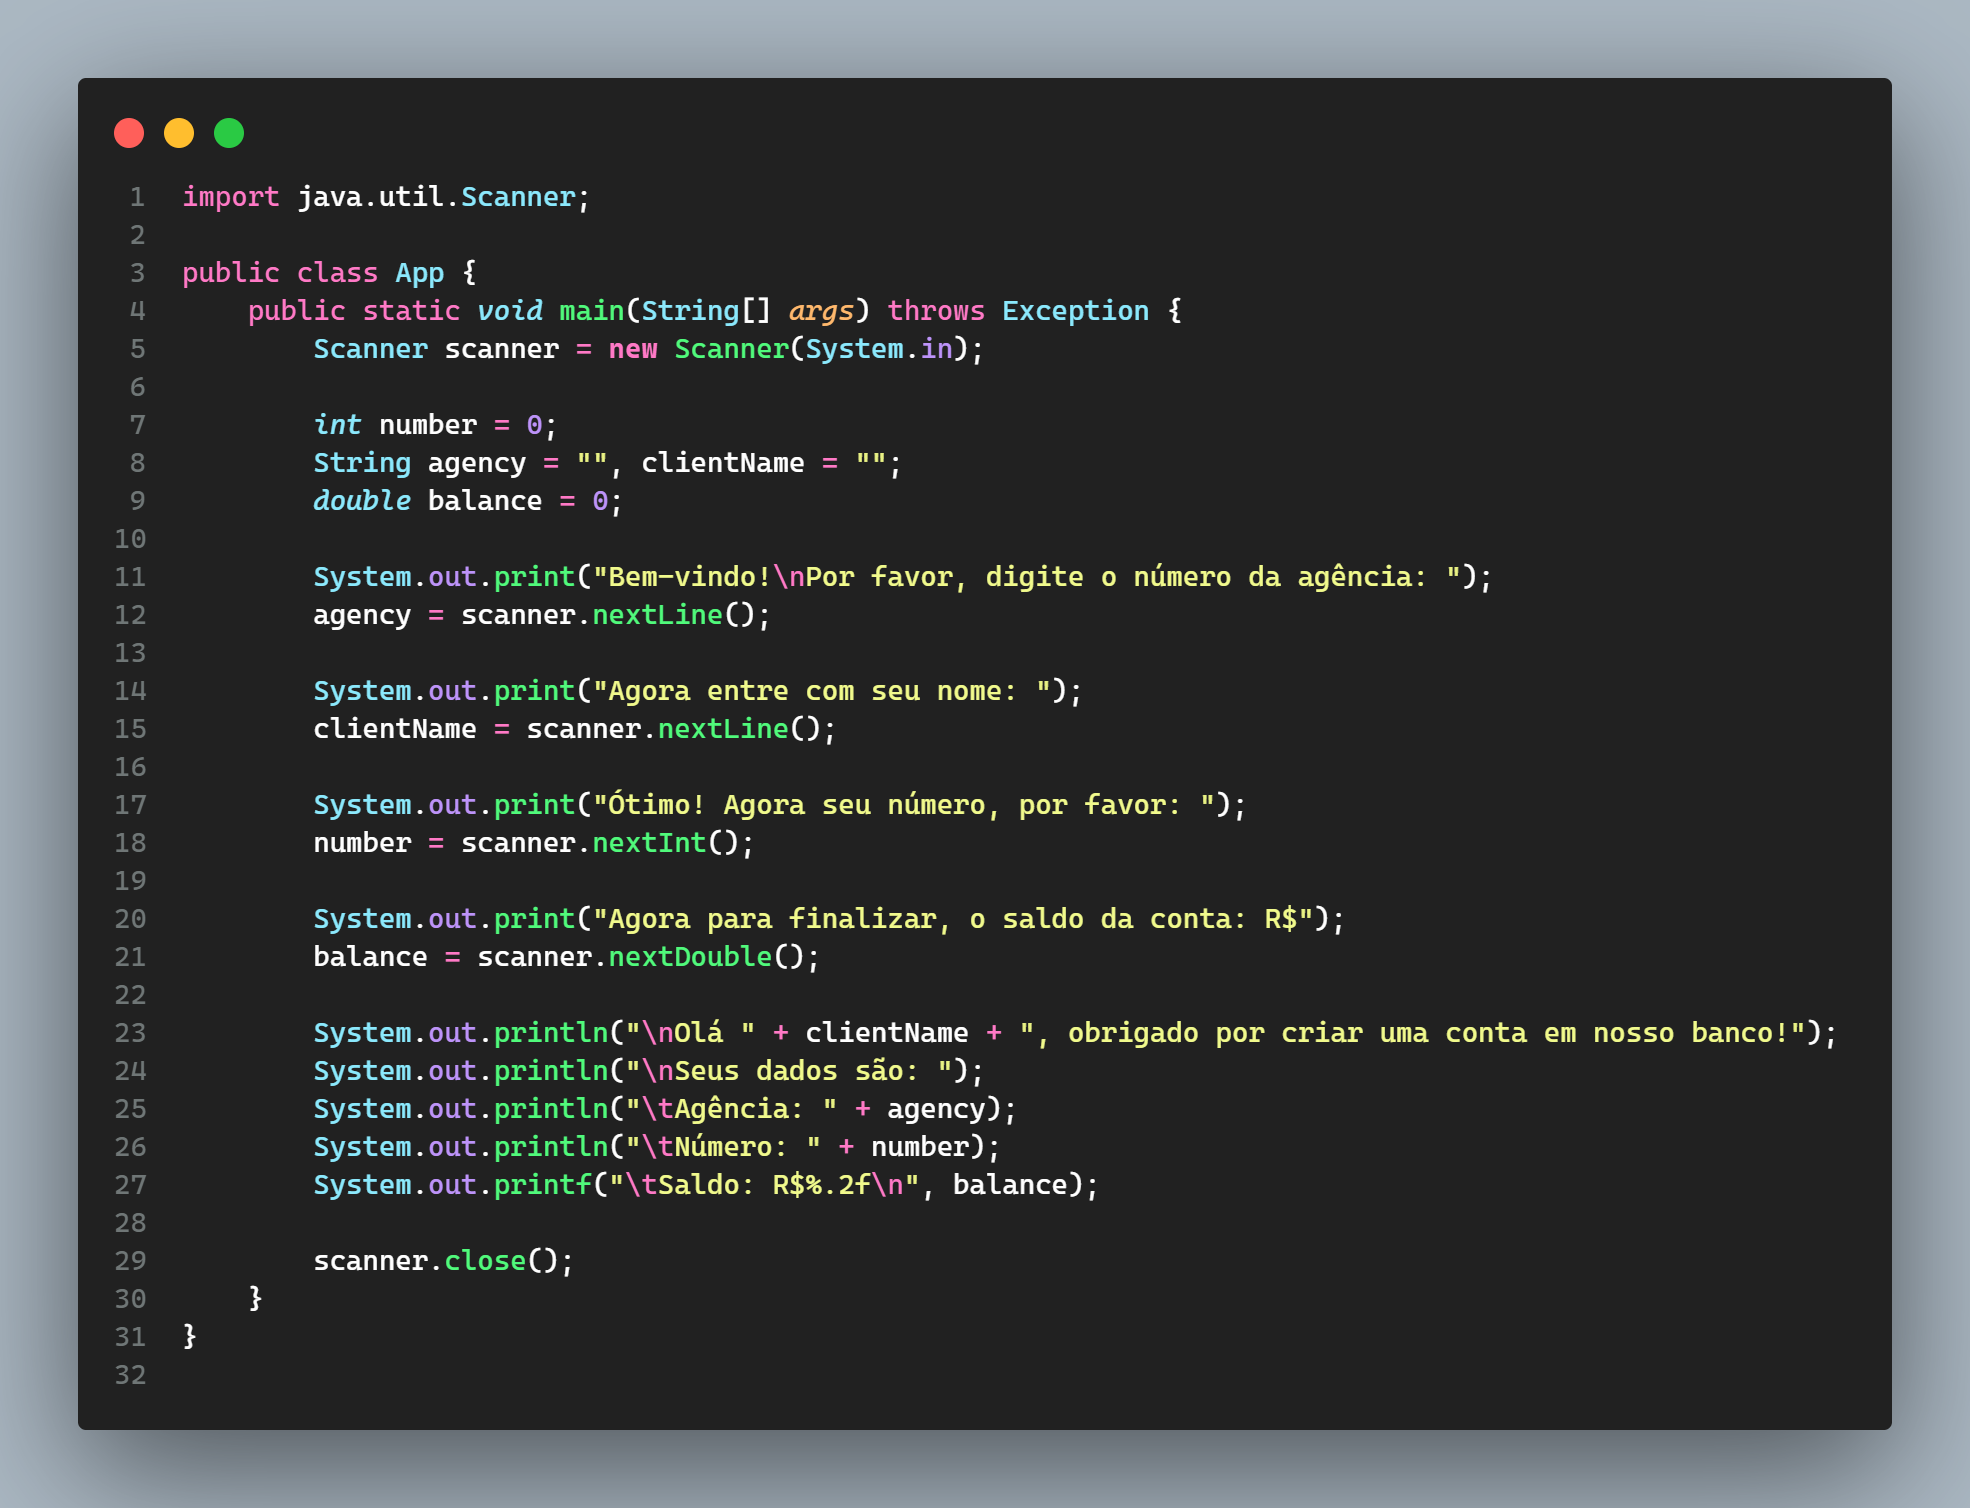 1 import java.util.Scanner;
2
3 public class App {
4     public static void main(String[] args) throws Exception {
5         Scanner scanner = new Scanner(System.in);
6
7         int number = 0;
8         String agency = "", clientName = "";
9         double balance = 0;
10
11         System.out.print("Bem-vindo!\nPor favor, digite o número da agência: ");
12         agency = scanner.nextLine();
13
14         System.out.print("Agora entre com seu nome: ");
15         clientName = scanner.nextLine();
16
17         System.out.print("Ótimo! Agora seu número, por favor: ");
18         number = scanner.nextInt();
19
20         System.out.print("Agora para finalizar, o saldo da conta: R$");
21         balance = scanner.nextDouble();
22
23         System.out.println("\nOlá " + clientName + ", obrigado por criar uma conta em nosso banco!");
24         System.out.println("\nSeus dados são: ");
25         System.out.println("\tAgência: " + agency);
26         System.out.println("\tNúmero: " + number);
27         System.out.printf("\tSaldo: R$%.2f\n", balance);
28
29         scanner.close();
30     }
31 }
32